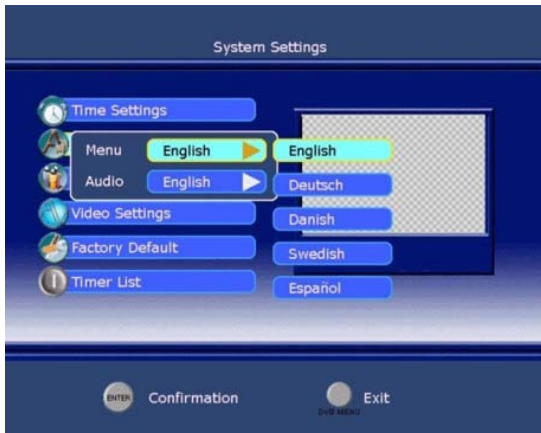 System Settings
Time Settings
Menu English English
Audio English Deutsch
Video Settings Danish
Factory Default Swedish
Timer List Español
ENTER Confirmation DVB MENU Exit